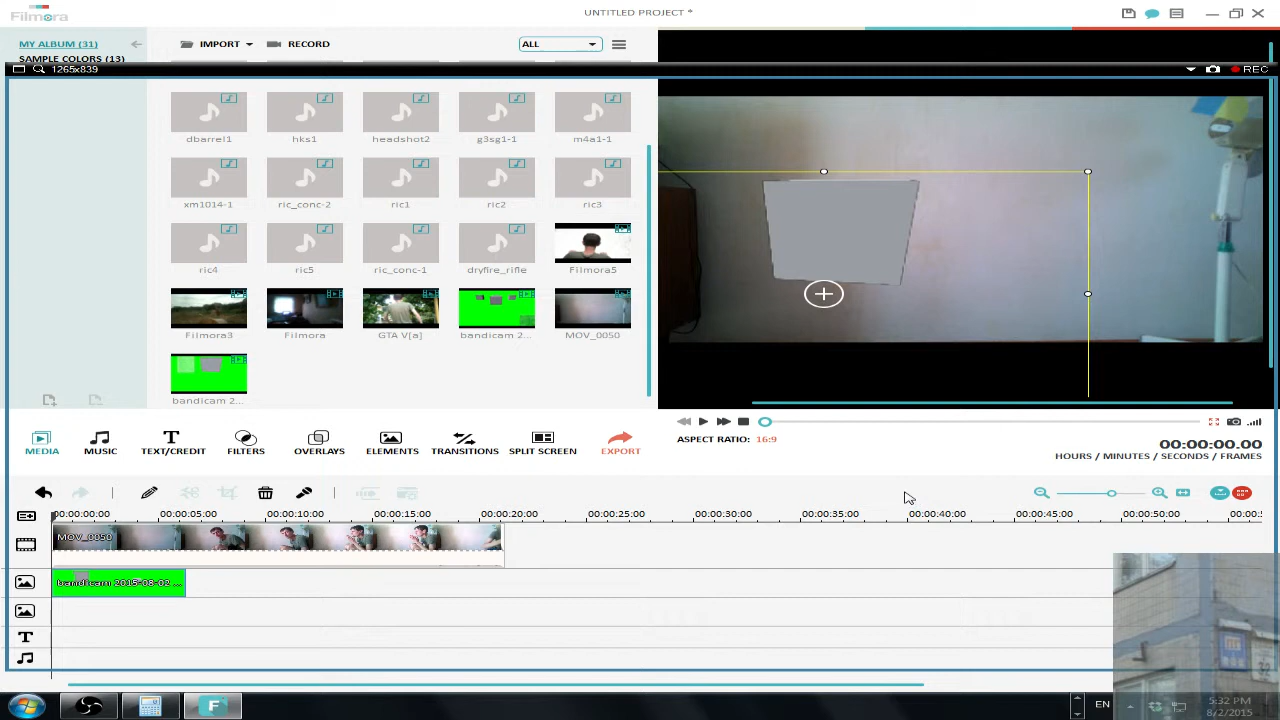 Filmora
UNTITLED PROJECT *
MY ALBUM (31)
SAMPLE COLORS (13)
IMPORT
RECORD
ALL
1265x839
REC
dbarrel1
hks1
headshot2
g3sg1-1
m4a1-1
xm1014-1
ric_conc-2
ric1
ric2
ric3
ric4
ric5
ric_conc-1
dryfire_rifle
Filmora5
Filmora3
Filmora
GTA V[a]
bandicam 2...
MOV_0050
bandicam 2...
MEDIA
MUSIC
TEXT/CREDIT
FILTERS
OVERLAYS
ELEMENTS
TRANSITIONS
SPLIT SCREEN
EXPORT
ASPECT RATIO: 16:9
00:00:00.00
HOURS / MINUTES / SECONDS / FRAMES
00:00:00:00
00:00:05:00
00:00:10:00
00:00:15:00
00:00:20:00
00:00:25:00
00:00:30:00
00:00:35:00
00:00:40:00
00:00:45:00
00:00:50:00
00:00:5
MOV_0050
bandicam 2015-08-02 ...
T
F
EN
5:32 PM
8/2/2015